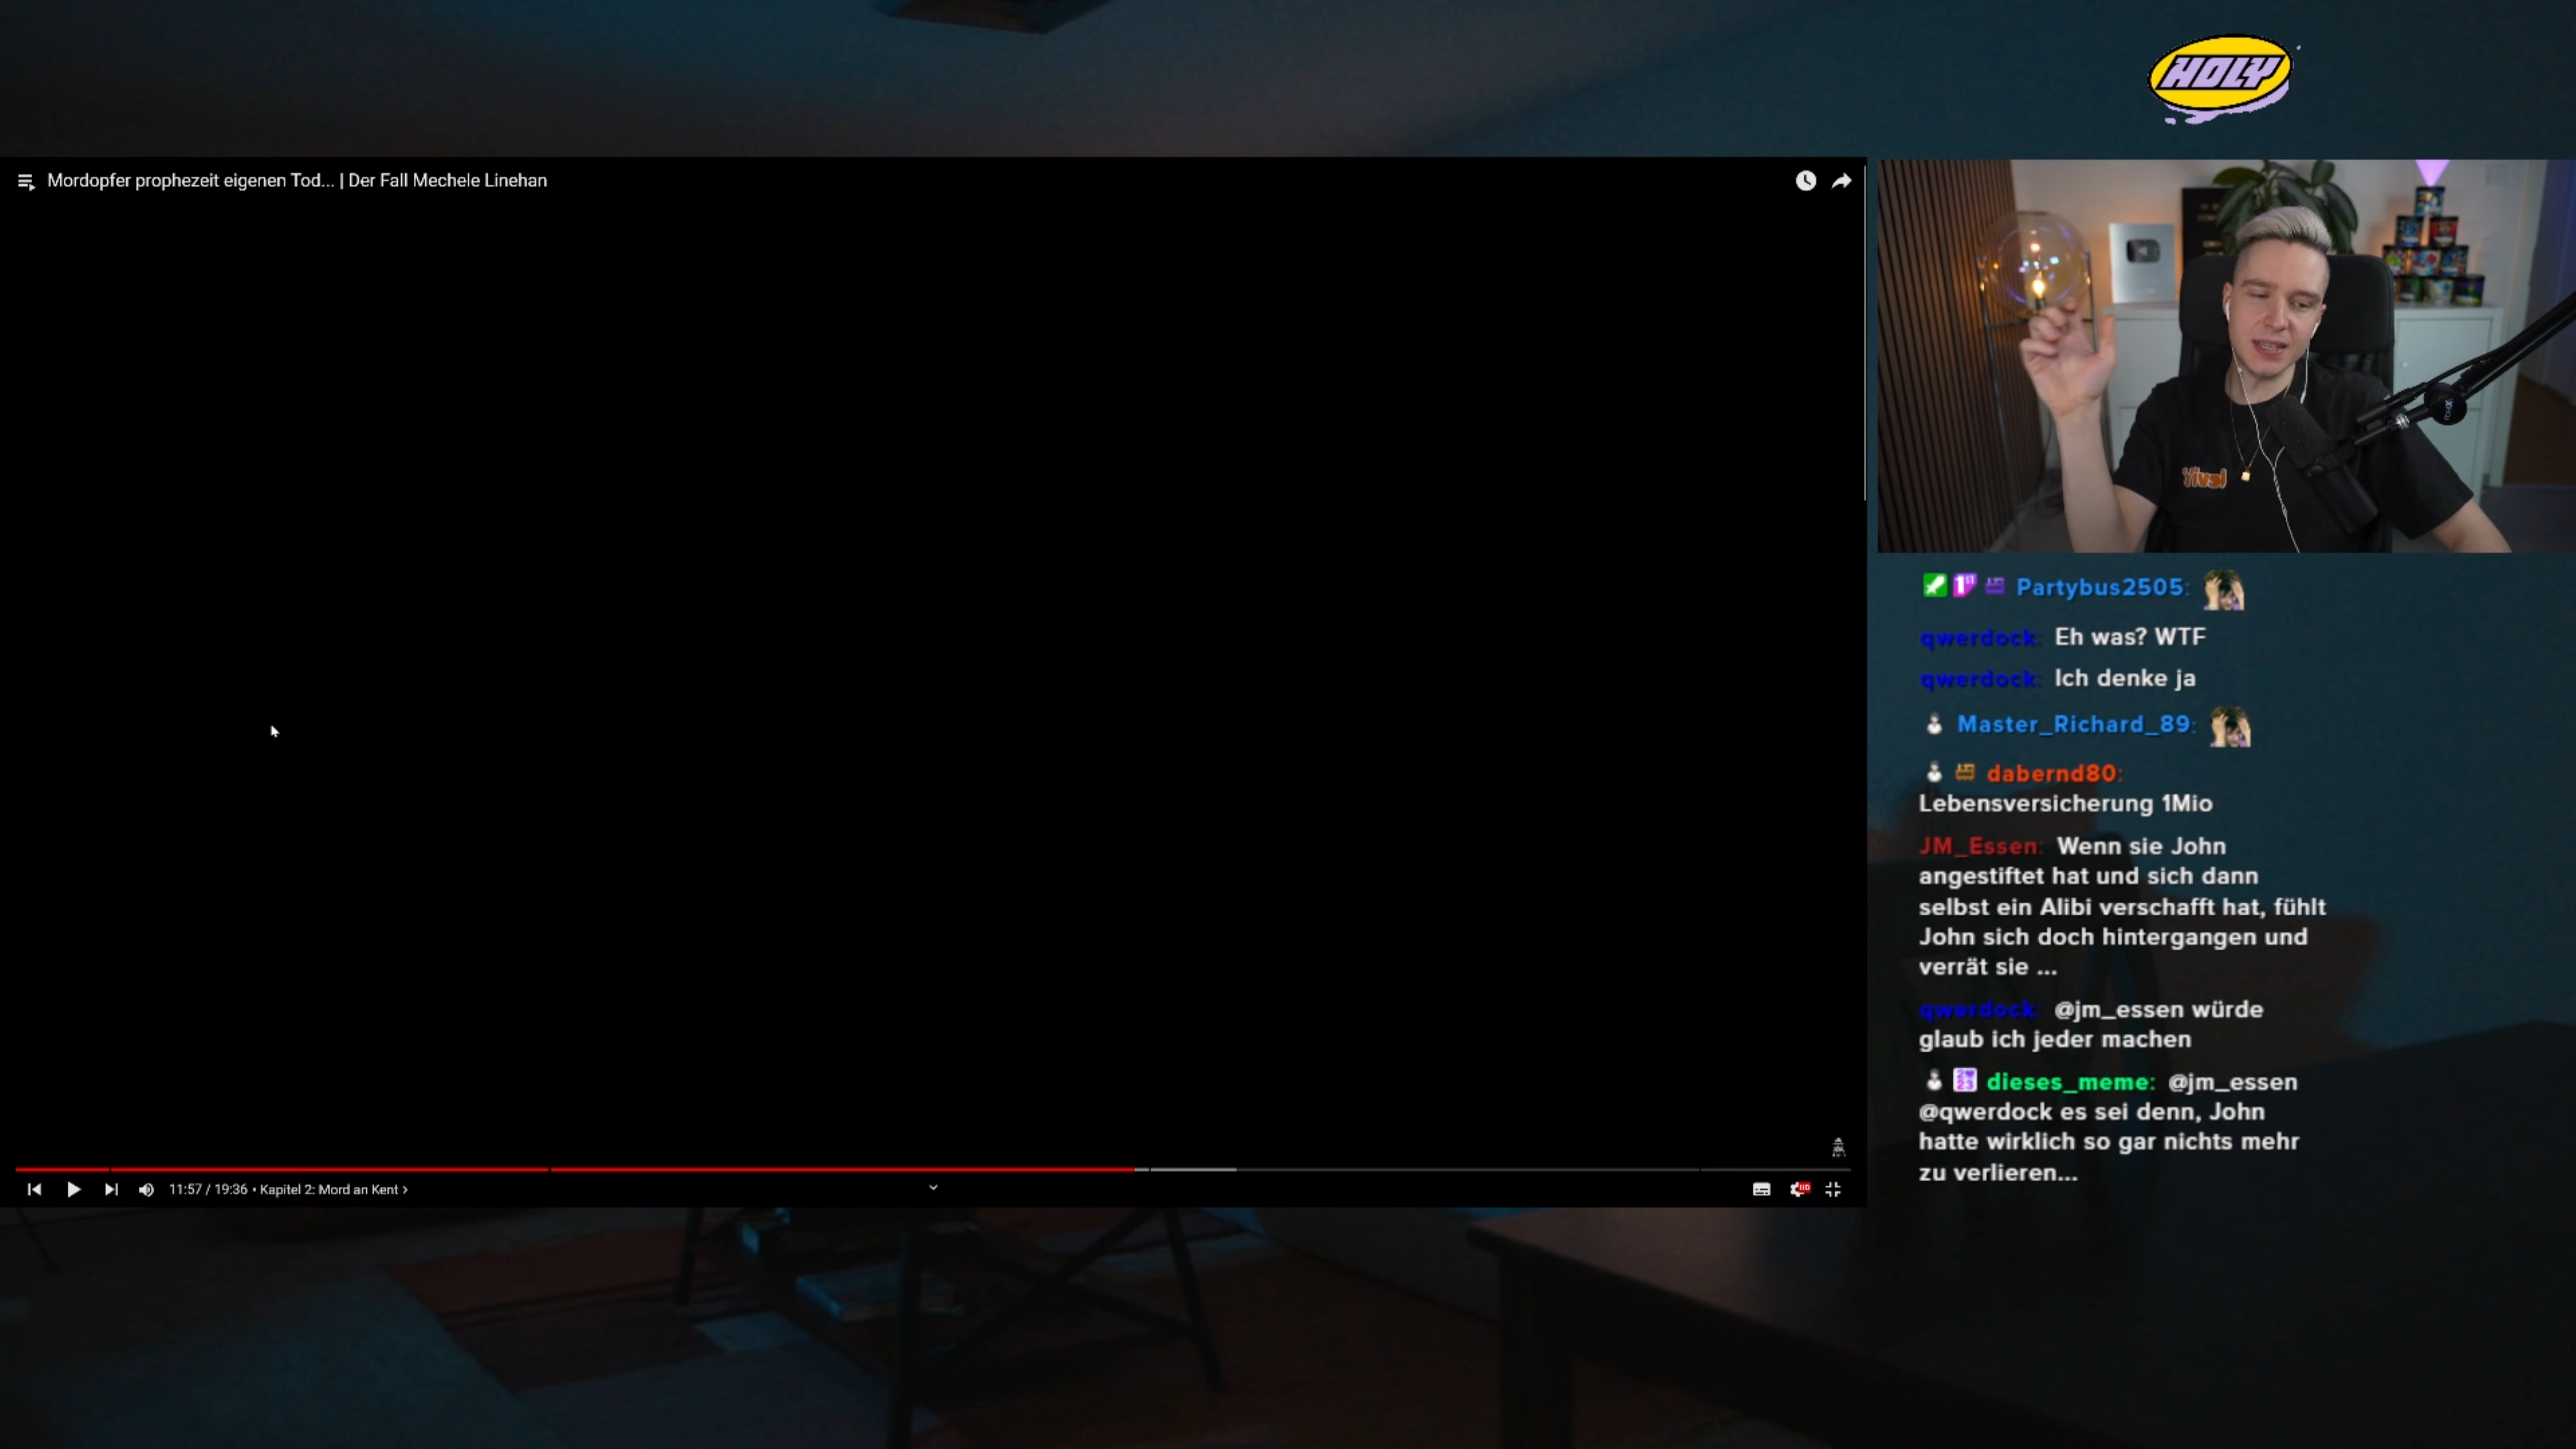 HOLY
Mordopfer prophezeit eigenen Tod... | Der Fall Mechele Linehan
Partybus2505:
qwerdock: Eh was? WTF
qwerdock: Ich denke ja
Master_Richard_89:
dabernd80:
Lebensversicherung 1Mio
JM_Essen: Wenn sie John
angestiftet hat und sich dann
selbst ein Alibi verschafft hat, fühlt
John sich doch hintergangen und
verrät sie ...
qwerdock: @jm_essen würde
glaub ich jeder machen
dieses_meme: @jm_essen
@qwerdock es sei denn, John
hatte wirklich so gar nichts mehr
zu verlieren...
11:57 / 19:36 • Kapitel 2: Mord an Kent
HD